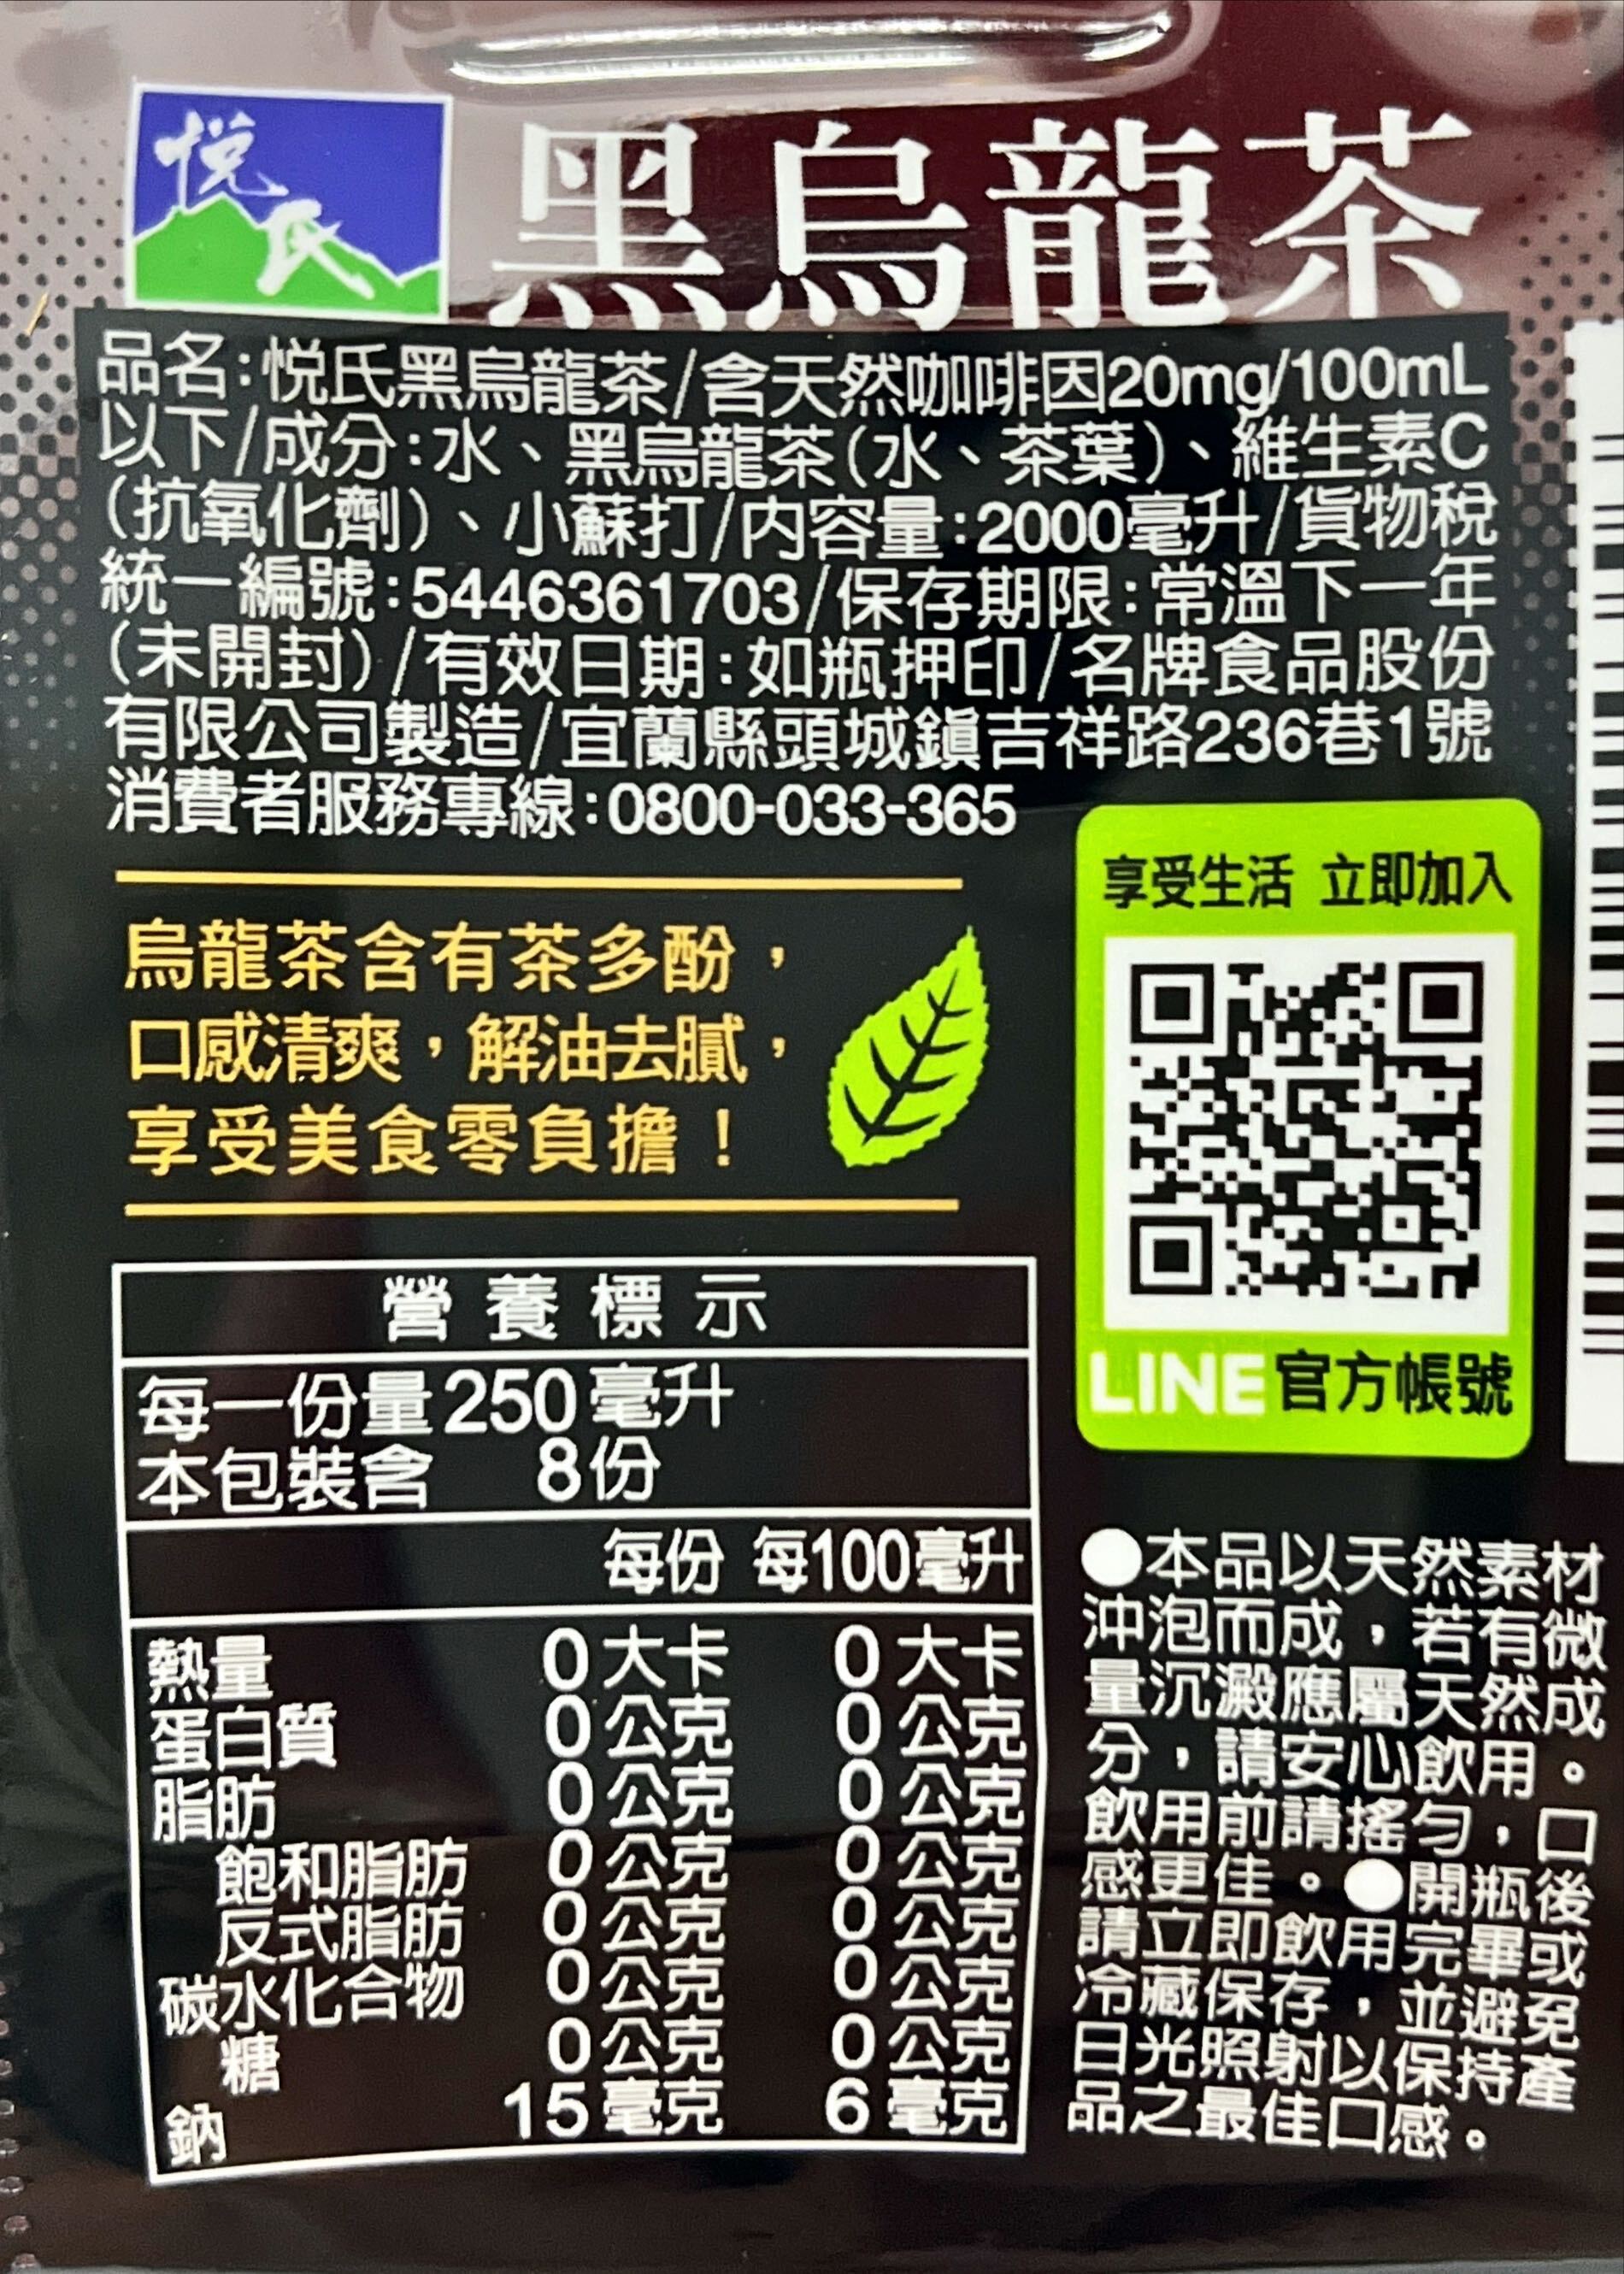 悅氏
黑烏龍茶
品名:悅氏黑烏龍茶/含天然咖啡因20mg/100mL
以下/成分:水、黑烏龍茶(水、茶葉)、維生素C
(抗氧化劑)、小蘇打/內容量:2000毫升/貨物稅
統一編號:5446361703/保存期限:常溫下一年
(未開封)/有效日期:如瓶押印/名牌食品股份
有限公司製造/宜蘭縣頭城鎮吉祥路236巷1號
消費者服務專線:0800-033-365
烏龍茶含有茶多酚，
口感清爽，解油去膩，
享受美食零負擔！
享受生活 立即加入
LINE官方帳號
營養標示
每一份量250毫升
本包裝含 8份
每份 每100毫升
熱量 0大卡 0大卡
蛋白質 0公克 0公克
脂肪 0公克 0公克
飽和脂肪 0公克 0公克
反式脂肪 0公克 0公克
碳水化合物 0公克 0公克
糖 0公克 0公克
鈉 15毫克 6毫克
●本品以天然素材
沖泡而成，若有微
量沉澱應屬天然成
分，請安心飲用。
飲用前請搖勻，口
感更佳。●開瓶後
請立即飲用完畢或
冷藏保存，並避免
日光照射以保持產
品之最佳口感。